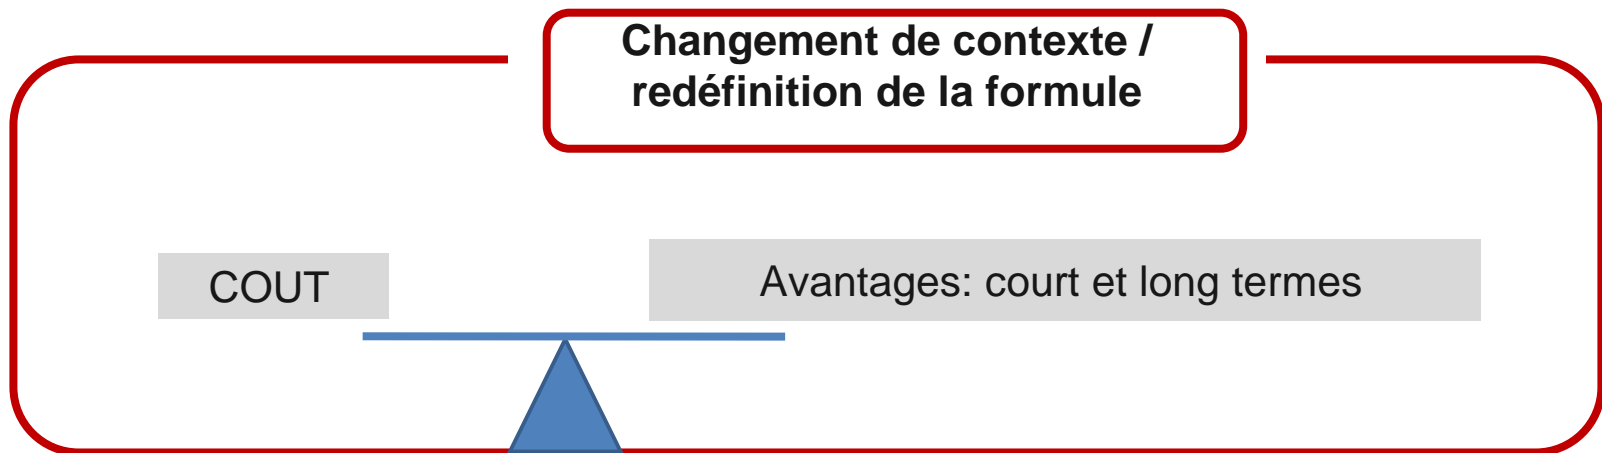 Changement de contexte /
redéfinition de la formule
COUT
Avantages: court et long termes